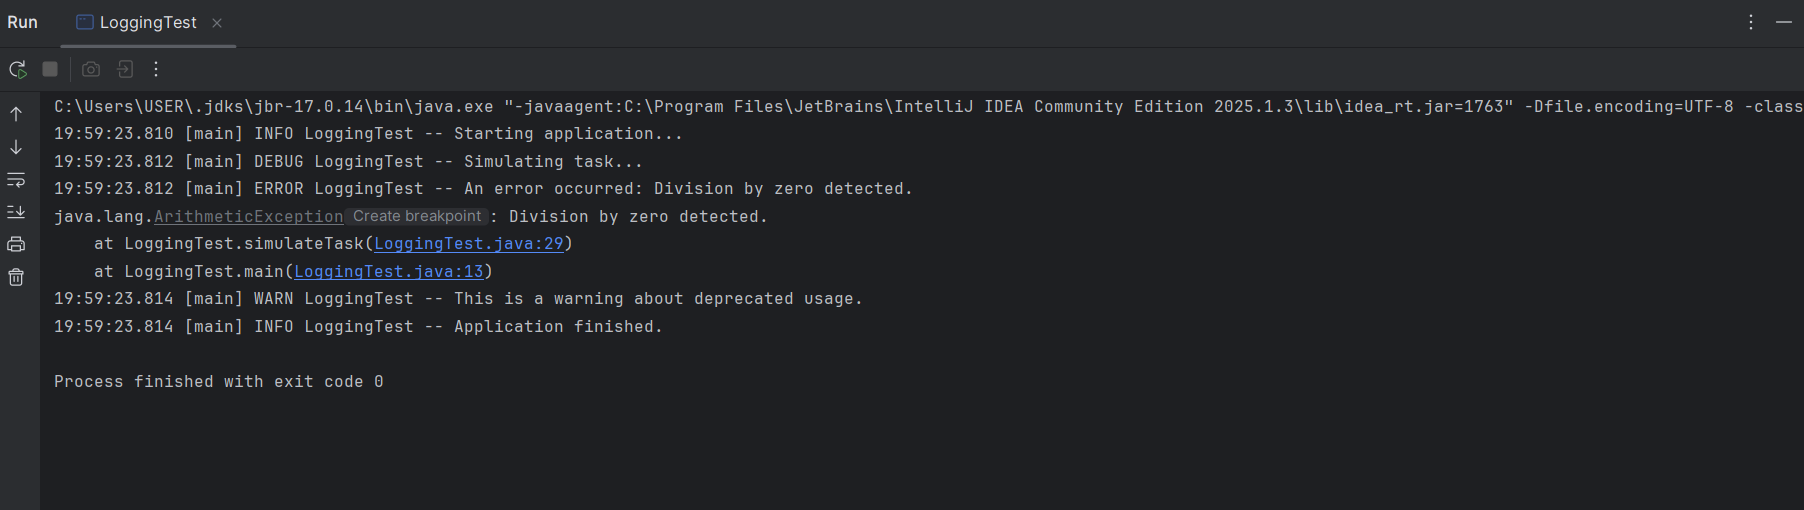 Run LoggingTest
C:\Users\USER\.jdks\jbr-17.0.14\bin\java.exe "-javaagent:C:\Program Files\JetBrains\IntelliJ IDEA Community Edition 2025.1.3\lib\idea_rt.jar=1763" -Dfile.encoding=UTF-8 -class
19:59:23.810 [main] INFO LoggingTest -- Starting application...
19:59:23.812 [main] DEBUG LoggingTest -- Simulating task...
19:59:23.812 [main] ERROR LoggingTest -- An error occurred: Division by zero detected.
java.lang.ArithmeticException Create breakpoint : Division by zero detected.
    at LoggingTest.simulateTask(LoggingTest.java:29)
    at LoggingTest.main(LoggingTest.java:13)
19:59:23.814 [main] WARN LoggingTest -- This is a warning about deprecated usage.
19:59:23.814 [main] INFO LoggingTest -- Application finished.
Process finished with exit code 0